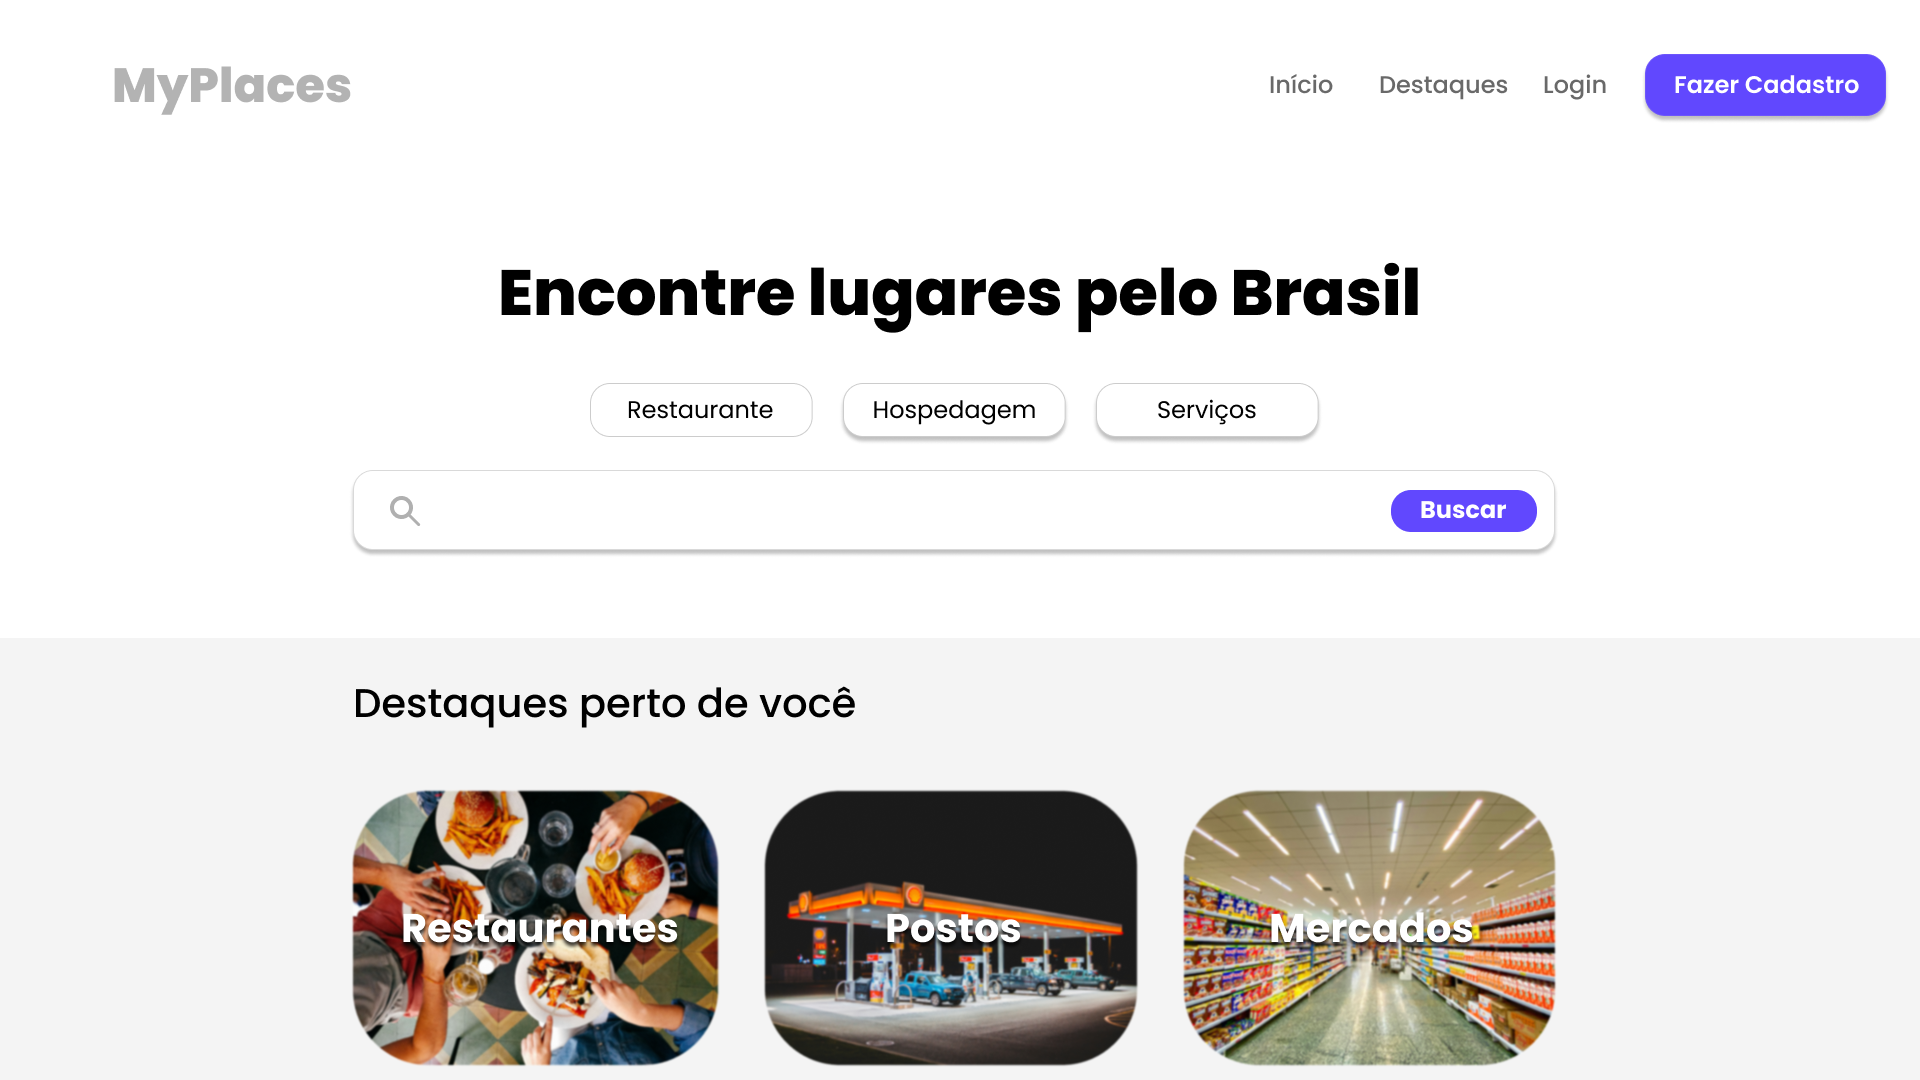 MyPlaces
Início
Destaques
Login
Fazer Cadastro
Encontre lugares pelo Brasil
Restaurante
Hospedagem
Serviços
Buscar
Destaques perto de você
Restaurantes
Postos
Mercados